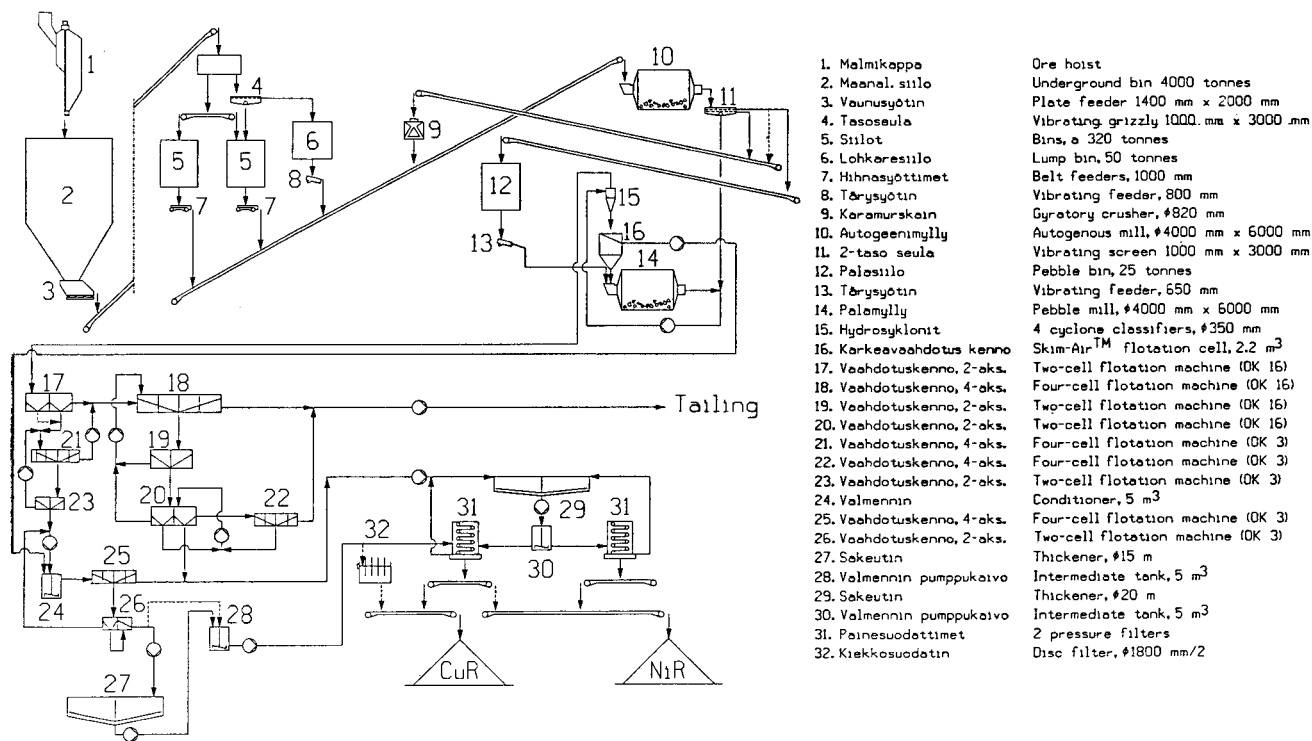 1
2
3
4
5
5
6
7
7
8
9
10
11
12
13
14
15
16
17
18
19
20
21
22
23
24
25
26
27
28
29
30
31
31
32
Tailing
CuR
NiR
1. Malmikappa Ore hoist
2. Maanal. siilo Underground bin 4000 tonnes
3. Vaunusyötin Plate feeder 1400 mm x 2000 mm
4. Tasoseula Vibrating grizzly 1000 mm x 3000 mm
5. Siilot Bins, a 320 tonnes
6. Lohkaresiilo Lump bin, 50 tonnes
7. Hihnasyöttimet Belt feeders, 1000 mm
8. Tärysyötin Vibrating feeder, 800 mm
9. Karamurskain Gyratory crusher, ø820 mm
10. Autogeenimylly Autogenous mill, ø4000 mm x 6000 mm
11. 2-taso seula Vibrating screen 1000 mm x 3000 mm
12. Palasiilo Pebble bin, 25 tonnes
13. Tärysyötin Vibrating feeder, 650 mm
14. Palamylly Pebble mill, ø4000 mm x 6000 mm
15. Hydrosyklonit 4 cyclone classifiers, ø350 mm
16. Karkeavaahdotus kenno Skim-Air™ flotation cell, 2.2 m³
17. Vaahdotuskenno, 2-aks. Two-cell flotation machine (OK 16)
18. Vaahdotuskenno, 4-aks. Four-cell flotation machine (OK 16)
19. Vaahdotuskenno, 2-aks. Two-cell flotation machine (OK 16)
20. Vaahdotuskenno, 2-aks. Two-cell flotation machine (OK 16)
21. Vaahdotuskenno, 4-aks. Four-cell flotation machine (OK 3)
22. Vaahdotuskenno, 4-aks. Four-cell flotation machine (OK 3)
23. Vaahdotuskenno, 2-aks. Two-cell flotation machine (OK 3)
24. Valmennin Conditioner, 5 m³
25. Vaahdotuskenno, 4-aks. Four-cell flotation machine (OK 3)
26. Vaahdotuskenno, 2-aks. Two-cell flotation machine (OK 3)
27. Sakeutin Thickener, ø15 m
28. Valmennin pumppukaivo Intermediate tank, 5 m³
29. Sakeutin Thickener, ø20 m
30. Valmennin pumppukaivo Intermediate tank, 5 m³
31. Painesuodattimet 2 pressure filters
32. Kiekkosuodatin Disc filter, ø1800 mm/2